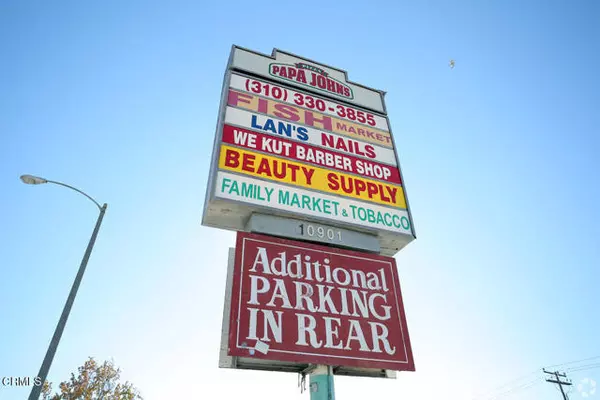 PIZZA
PAPA JOHNS
(310) 330-3855
FISH MARKET
LAN'S NAILS
WE KUT BARBER SHOP
BEAUTY SUPPLY
FAMILY MARKET & TOBACCO
10901
Additional
PARKING
IN REAR
CRMLS